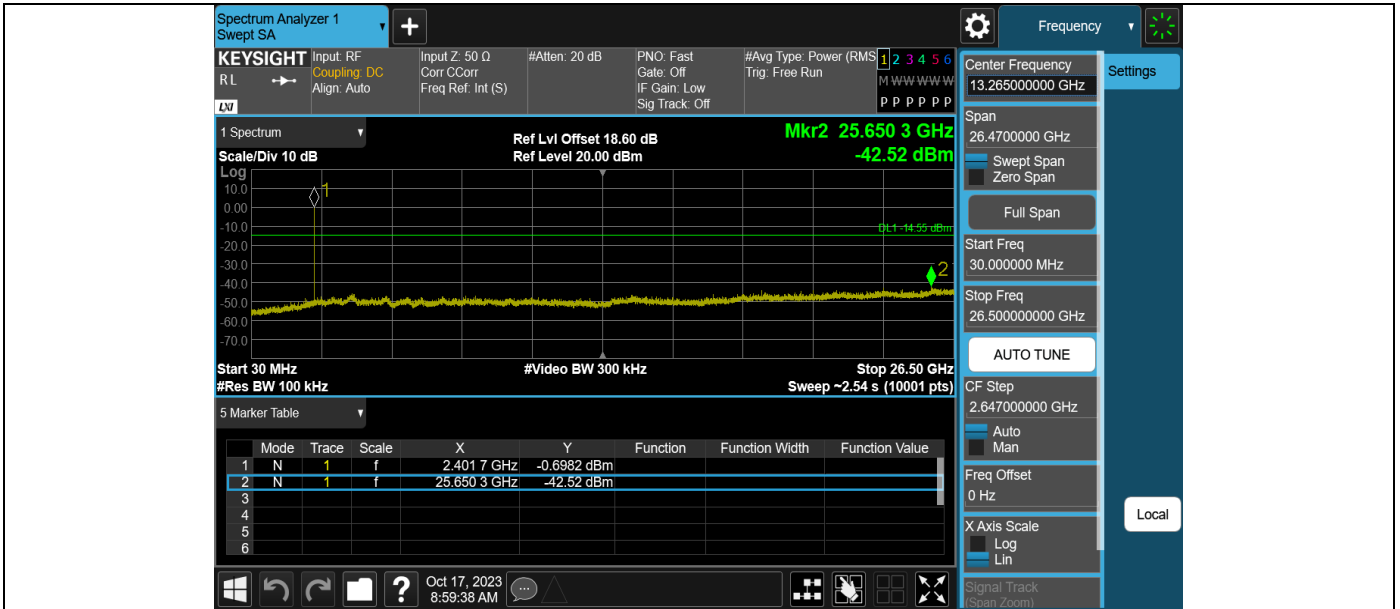 Spectrum Analyzer 1
Swept SA
Frequency
KEYSIGHT
R L
LXI
Input: RF
Coupling: DC
Align: Auto
Input Z: 50 Ω
Corr CCorr
Freq Ref: Int (S)
#Atten: 20 dB
PNO: Fast
Gate: Off
IF Gain: Low
Sig Track: Off
#Avg Type: Power (RMS
Trig: Free Run
1 2 3 4 5 6
M W W W W W
P P P P P P
1 Spectrum
Scale/Div 10 dB
Ref Lvl Offset 18.60 dB
Ref Level 20.00 dBm
Mkr2 25.650 3 GHz
-42.52 dBm
Log
10.0
0.00
-10.0
-20.0
-30.0
-40.0
-50.0
-60.0
-70.0
1
DL1 -14.55 dBm
2
Start 30 MHz
#Video BW 300 kHz
Stop 26.50 GHz
#Res BW 100 kHz
Sweep ~2.54 s (10001 pts)
5 Marker Table
Mode Trace Scale X Y Function Function Width Function Value
1 N 1 f 2.401 7 GHz -0.6982 dBm
2 N 1 f 25.650 3 GHz -42.52 dBm
3
4
5
6
Oct 17, 2023
8:59:38 AM
Center Frequency
13.265000000 GHz
Span
26.4700000 GHz
Swept Span
Zero Span
Full Span
Start Freq
30.000000 MHz
Stop Freq
26.500000000 GHz
AUTO TUNE
CF Step
2.647000000 GHz
Auto
Man
Freq Offset
0 Hz
X Axis Scale
Log
Lin
Signal Track
(Span Zoom)
Settings
Local